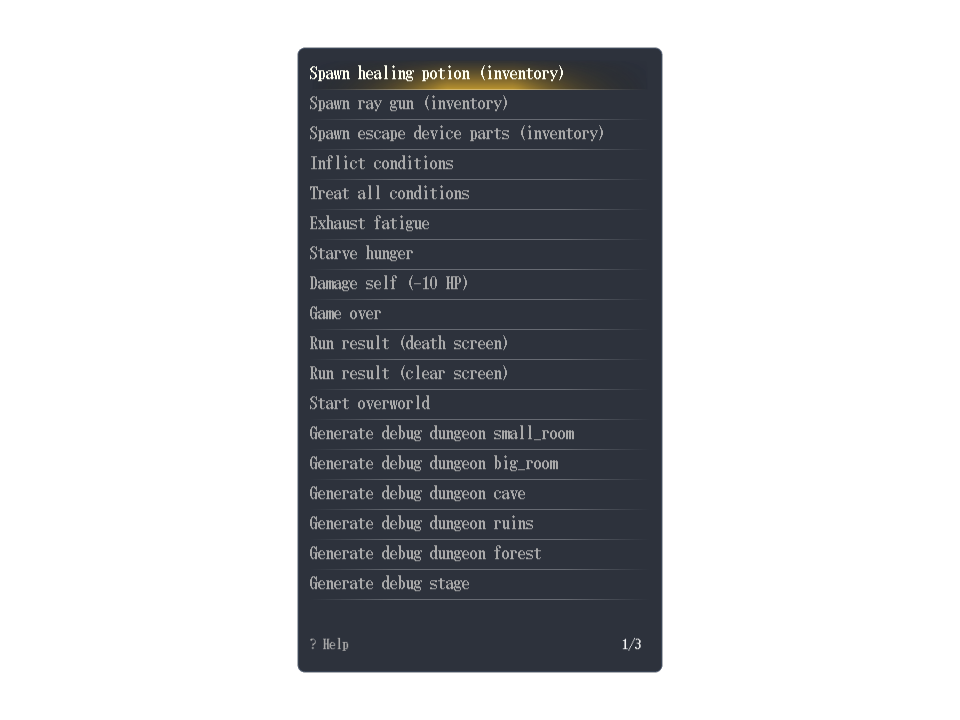 Spawn healing potion (inventory)
Spawn ray gun (inventory)
Spawn escape device parts (inventory)
Inflict conditions
Treat all conditions
Exhaust fatigue
Starve hunger
Damage self (-10 HP)
Game over
Run result (death screen)
Run result (clear screen)
Start overworld
Generate debug dungeon small_room
Generate debug dungeon big_room
Generate debug dungeon cave
Generate debug dungeon ruins
Generate debug dungeon forest
Generate debug stage
? Help 1/3